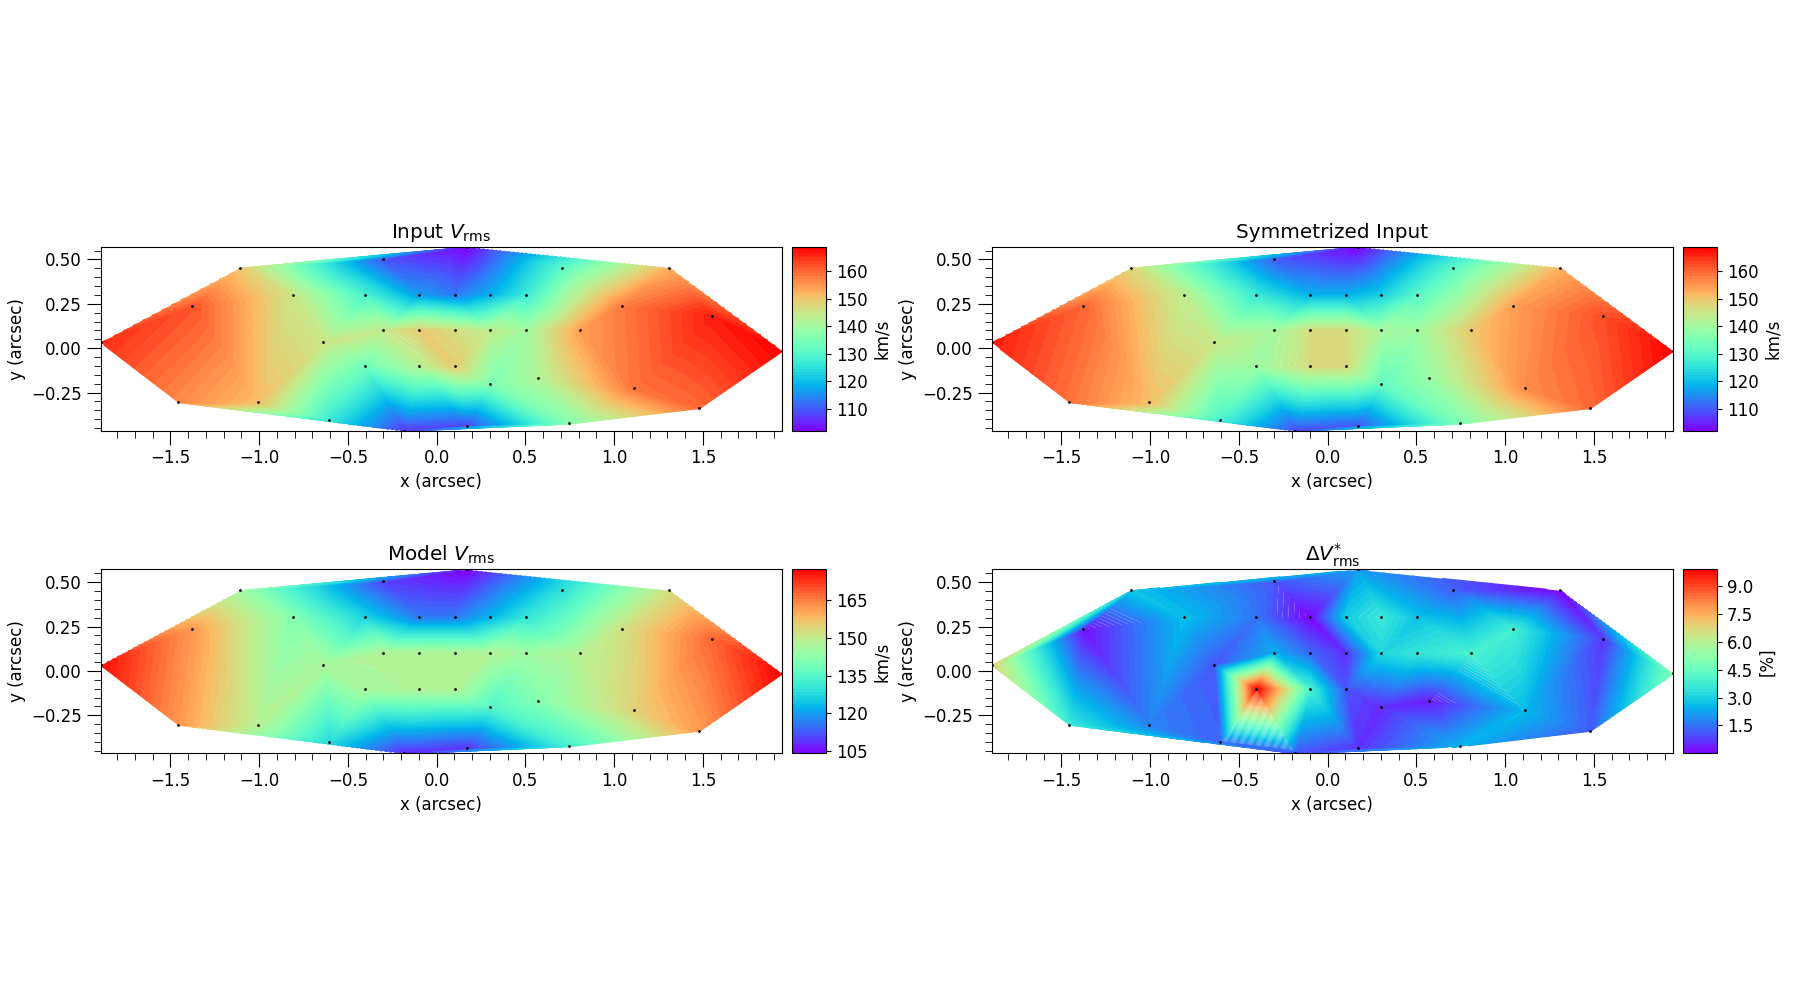 Input V_rms
0.50
0.25
0.00
−0.25
y (arcsec)
−1.5 −1.0 −0.5 0.0 0.5 1.0 1.5
x (arcsec)
160
150
140
130
120
110
km/s
Symmetrized Input
0.50
0.25
0.00
−0.25
y (arcsec)
−1.5 −1.0 −0.5 0.0 0.5 1.0 1.5
x (arcsec)
160
150
140
130
120
110
km/s
Model V_rms
0.50
0.25
0.00
−0.25
y (arcsec)
−1.5 −1.0 −0.5 0.0 0.5 1.0 1.5
x (arcsec)
165
150
135
120
105
km/s
ΔV*_rms
0.50
0.25
0.00
−0.25
y (arcsec)
−1.5 −1.0 −0.5 0.0 0.5 1.0 1.5
x (arcsec)
9.0
7.5
6.0
4.5
3.0
1.5
[%]